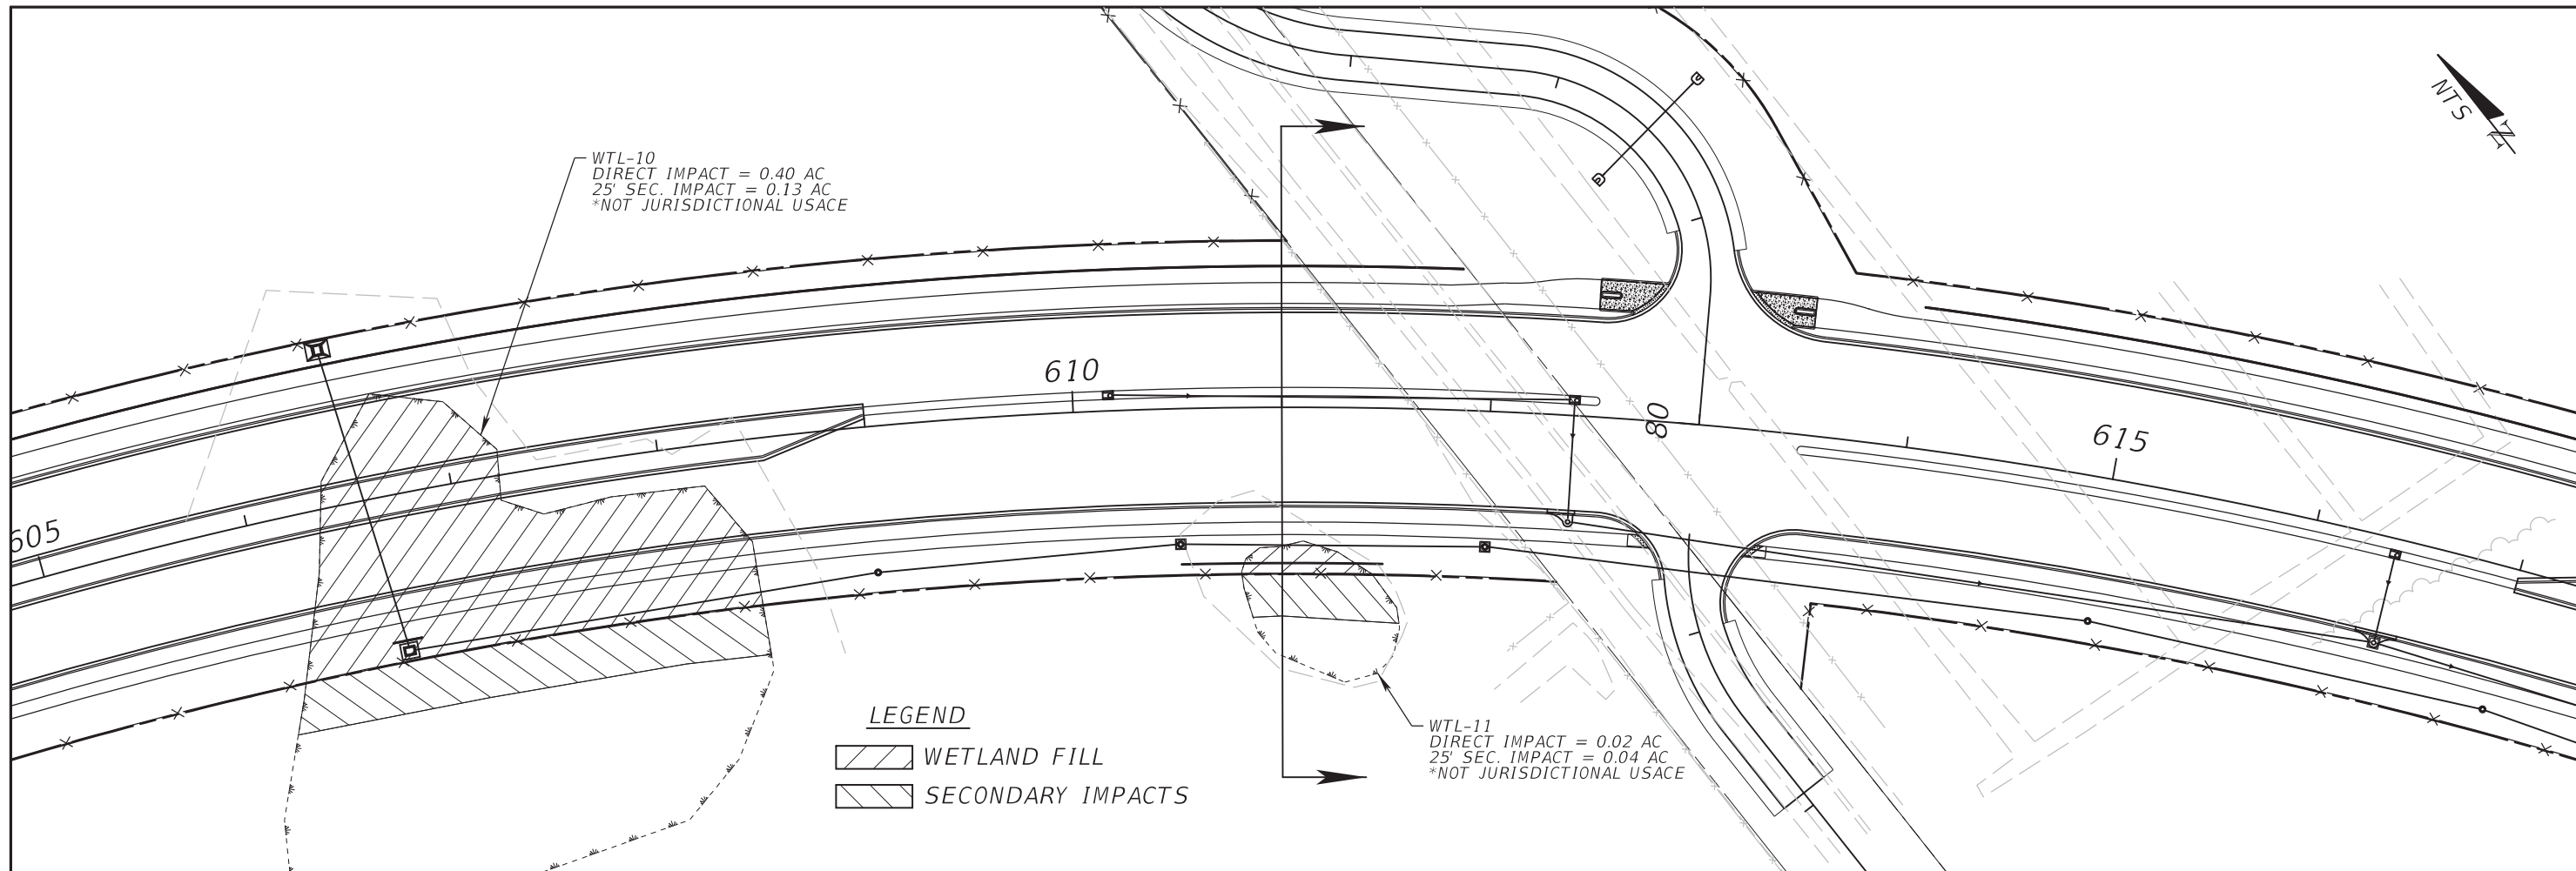 NTS
N
WTL-10
DIRECT IMPACT = 0.40 AC
25' SEC. IMPACT = 0.13 AC
*NOT JURISDICTIONAL USACE
610
80
615
605
LEGEND
WETLAND FILL
SECONDARY IMPACTS
WTL-11
DIRECT IMPACT = 0.02 AC
25' SEC. IMPACT = 0.04 AC
*NOT JURISDICTIONAL USACE